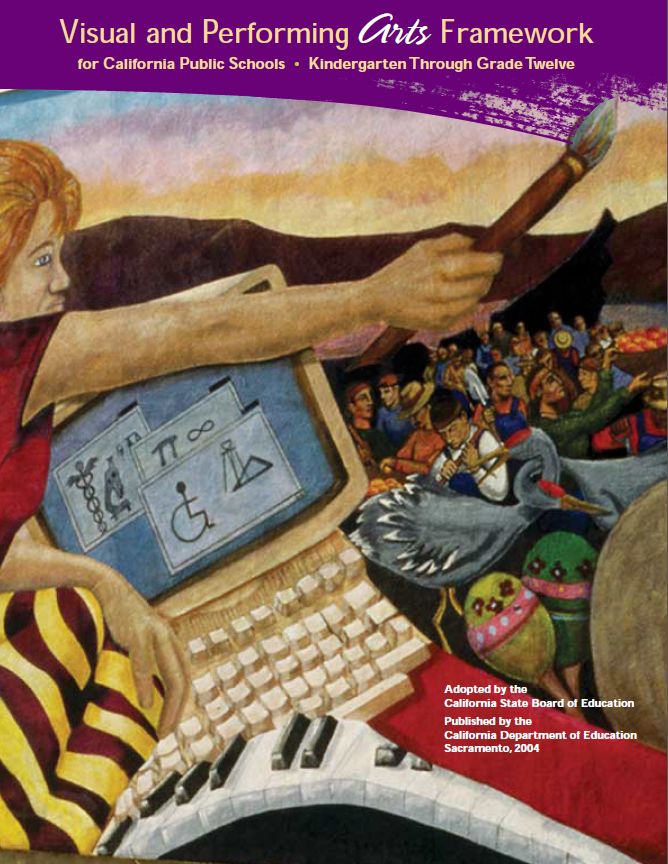 Visual and Performing Arts Framework
for California Public Schools • Kindergarten Through Grade Twelve
π ∞
Adopted by the
California State Board of Education
Published by the
California Department of Education
Sacramento, 2004